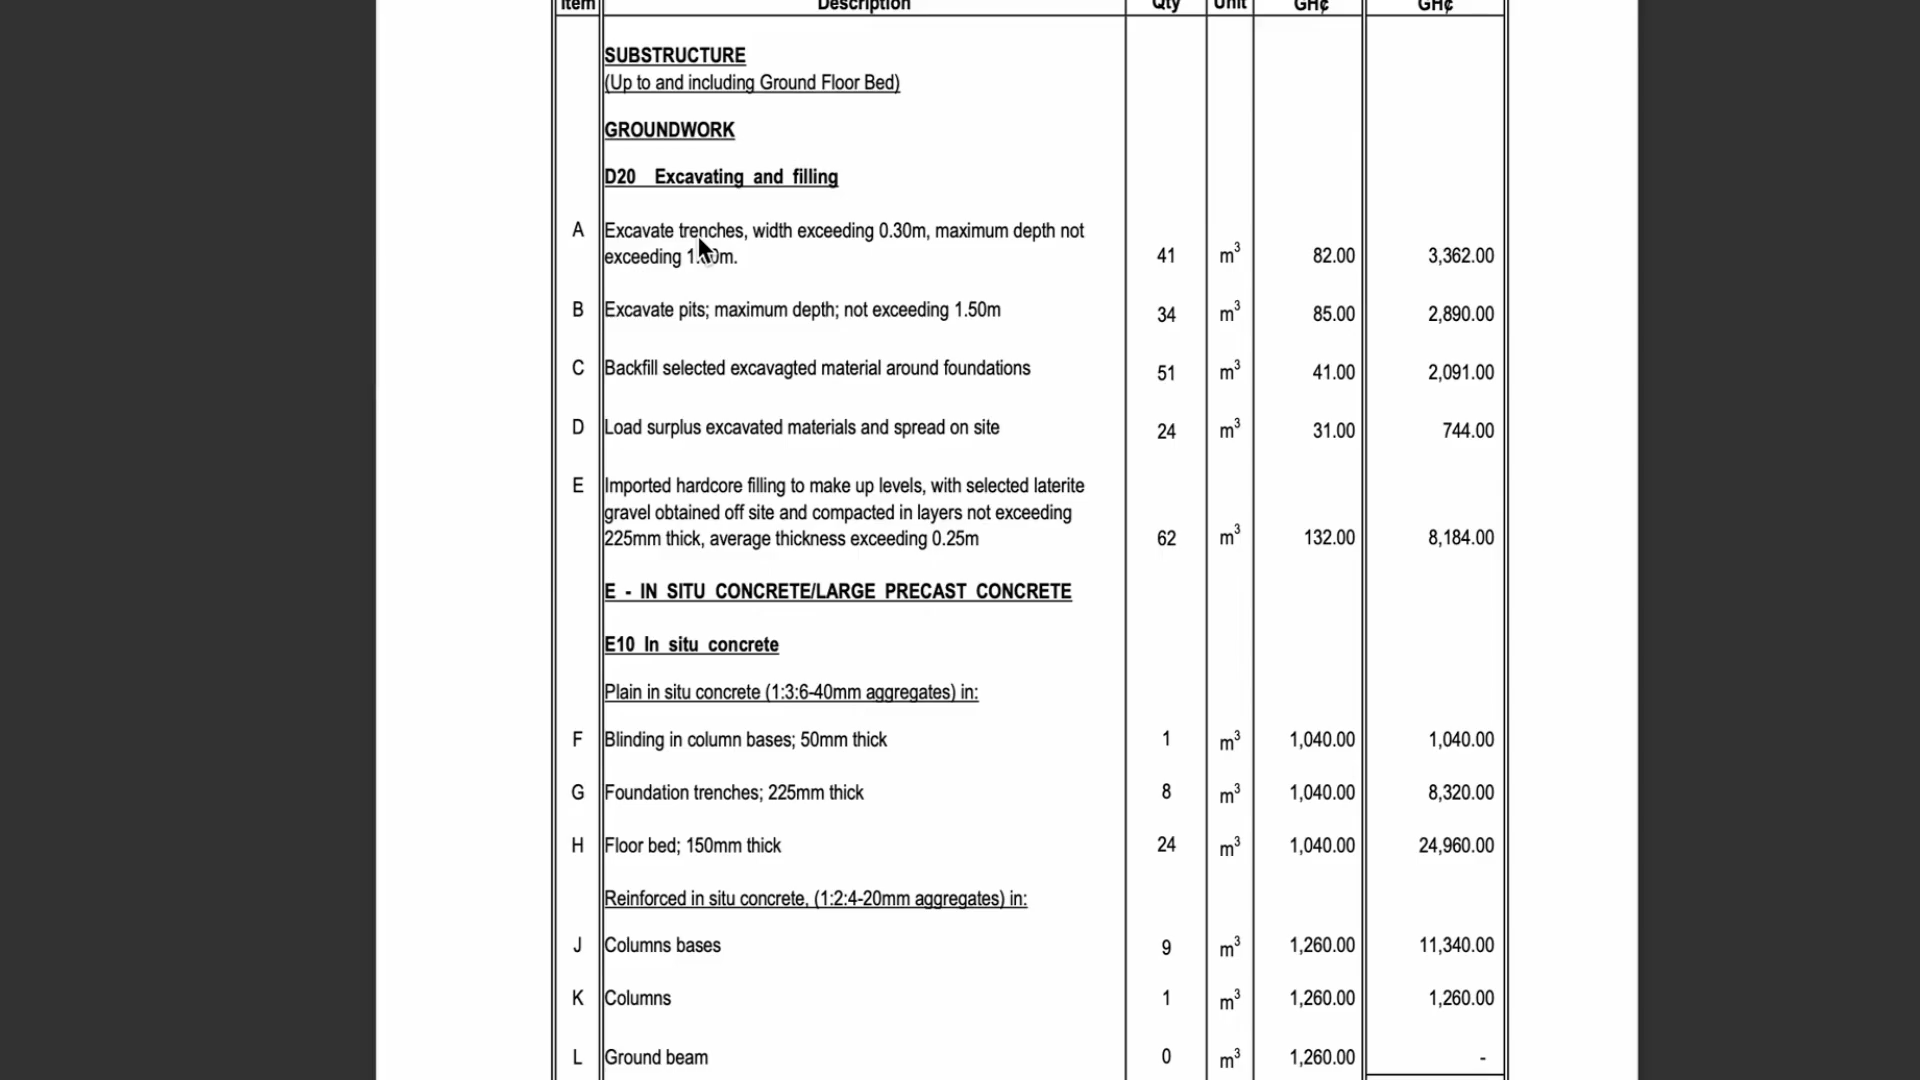 Item Description Qty Unit GH₵ GH₵
SUBSTRUCTURE
(Up to and including Ground Floor Bed)
GROUNDWORK
D20 Excavating and filling
A Excavate trenches, width exceeding 0.30m, maximum depth not
exceeding m. 41 m³ 82.00 3,362.00
B Excavate pits; maximum depth; not exceeding 1.50m 34 m³ 85.00 2,890.00
C Backfill selected excavagted material around foundations 51 m³ 41.00 2,091.00
D Load surplus excavated materials and spread on site 24 m³ 31.00 744.00
E Imported hardcore filling to make up levels, with selected laterite
gravel obtained off site and compacted in layers not exceeding
225mm thick, average thickness exceeding 0.25m 62 m³ 132.00 8,184.00
E - IN SITU CONCRETE/LARGE PRECAST CONCRETE
E10 In situ concrete
Plain in situ concrete (1:3:6-40mm aggregates) in:
F Blinding in column bases; 50mm thick 1 m³ 1,040.00 1,040.00
G Foundation trenches; 225mm thick 8 m³ 1,040.00 8,320.00
H Floor bed; 150mm thick 24 m³ 1,040.00 24,960.00
Reinforced in situ concrete, (1:2:4-20mm aggregates) in:
J Columns bases 9 m³ 1,260.00 11,340.00
K Columns 1 m³ 1,260.00 1,260.00
L Ground beam 0 m³ 1,260.00 -